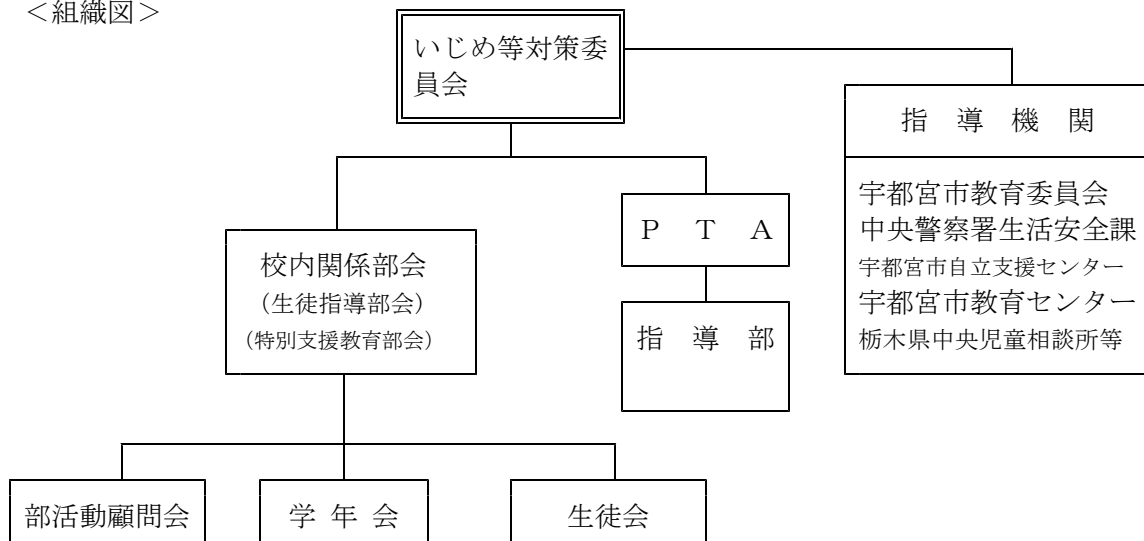 ＜組織図＞
いじめ等対策委
員会
指　導　機　関
宇都宮市教育委員会
中央警察署生活安全課
宇都宮市自立支援センター
宇都宮市教育センター
栃木県中央児童相談所等
Ｐ　Ｔ　Ａ
校内関係部会
（生徒指導部会）
（特別支援教育部会）
指　導　部
部活動顧問会
学 年 会
生徒会